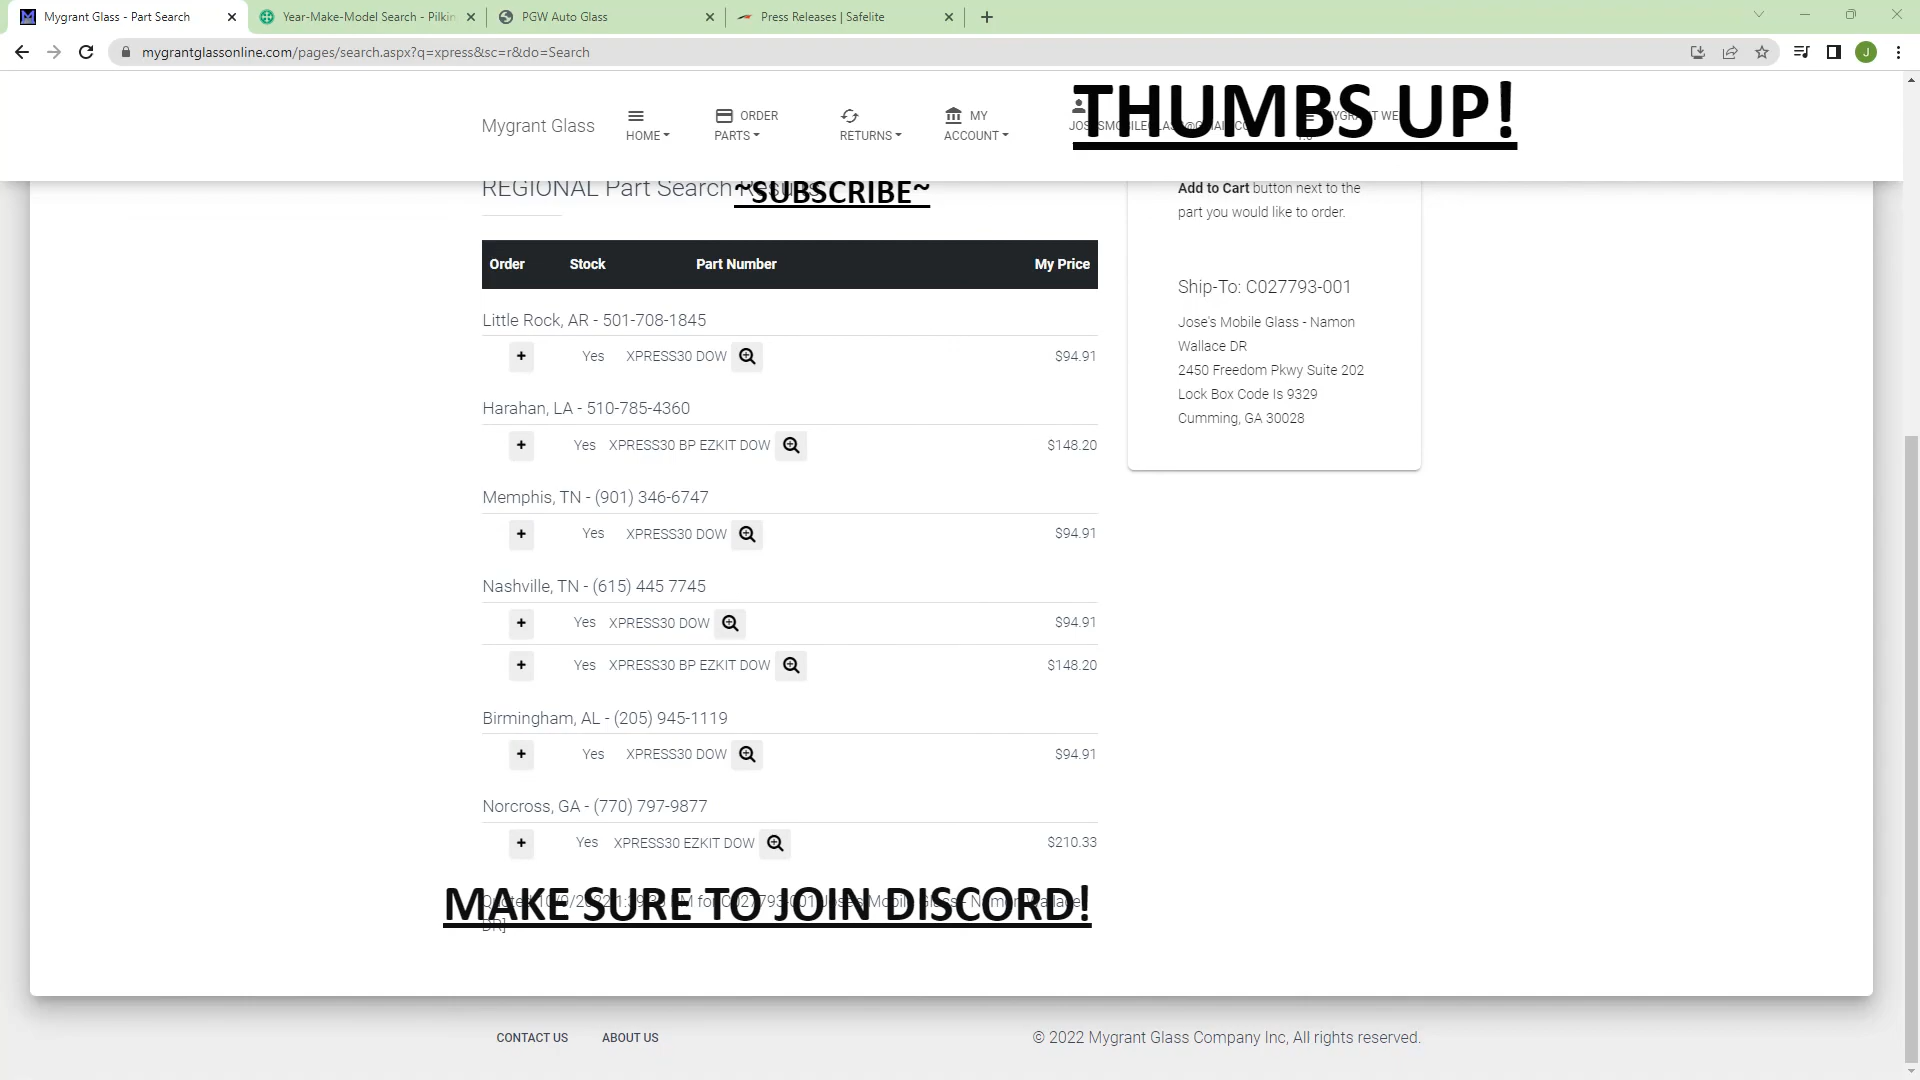 Mygrant Glass - Part Search
Year-Make-Model Search - Pilkin
PGW Auto Glass
Press Releases | Safelite
mygrantglassonline.com/pages/search.aspx?q=xpress&sc=r&do=Search
J
THUMBS UP!
Mygrant Glass
HOME
ORDER PARTS
RETURNS
MY ACCOUNT
REGIONAL Part Search Results
~SUBSCRIBE~
Add to Cart button next to the
part you would like to order.
Order Stock Part Number My Price
Ship-To: C027793-001
Jose's Mobile Glass - Namon
Wallace DR
2450 Freedom Pkwy Suite 202
Lock Box Code Is 9329
Cumming, GA 30028
Little Rock, AR - 501-708-1845
+ Yes XPRESS30 DOW $94.91
Harahan, LA - 510-785-4360
+ Yes XPRESS30 BP EZKIT DOW $148.20
Memphis, TN - (901) 346-6747
+ Yes XPRESS30 DOW $94.91
Nashville, TN - (615) 445 7745
+ Yes XPRESS30 DOW $94.91
+ Yes XPRESS30 BP EZKIT DOW $148.20
Birmingham, AL - (205) 945-1119
+ Yes XPRESS30 DOW $94.91
Norcross, GA - (770) 797-9877
+ Yes XPRESS30 EZKIT DOW $210.33
MAKE SURE TO JOIN DISCORD!
DR]
CONTACT US
ABOUT US
© 2022 Mygrant Glass Company Inc, All rights reserved.